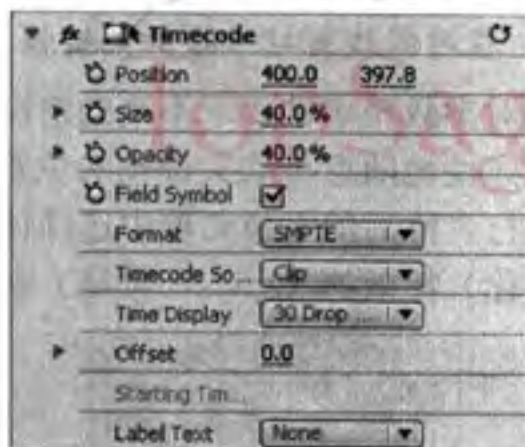 fx Timecode
Position 400.0 397.8
Size 40.0 %
Opacity 40.0 %
Field Symbol
Format SMPTE
Timecode So... Clip
Time Display 30 Drop ...
Offset 0.0
Starting Tim...
Label Text None